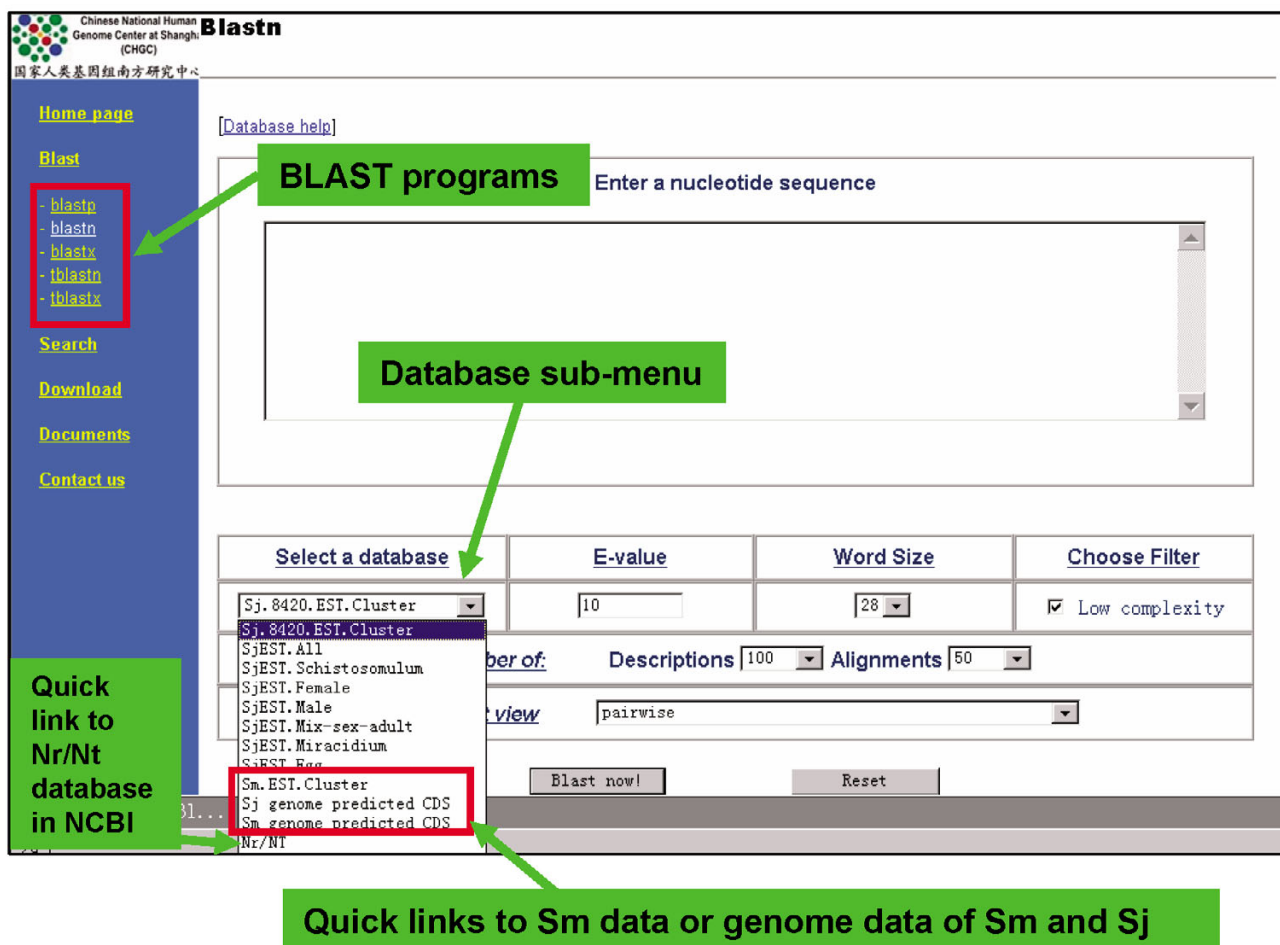 Chinese National Human
Genome Center at Shangha
(CHGC)
国家人类基因组南方研究中心
Blastn
Home page
Blast
- blastp
- blastn
- blastx
- tblastn
- tblastx
Search
Download
Documents
Contact us
[Database help]
BLAST programs
Enter a nucleotide sequence
Database sub-menu
Select a database
E-value
Word Size
Choose Filter
Sj.8420.EST.Cluster
10
28
Low complexity
Sj.8420.EST.Cluster
SjEST.All
SjEST.Schistosomulum
SjEST.Female
SjEST.Male
SjEST.Mix-sex-adult
SjEST.Miracidium
SjEST.Egg
Sm.EST.Cluster
Sj genome predicted CDS
Sm genome predicted CDS
Nr/NT
ber of: Descriptions 100 Alignments 50
view pairwise
Blast now!
Reset
Quick
link to
Nr/Nt
database
in NCBI
Quick links to Sm data or genome data of Sm and Sj